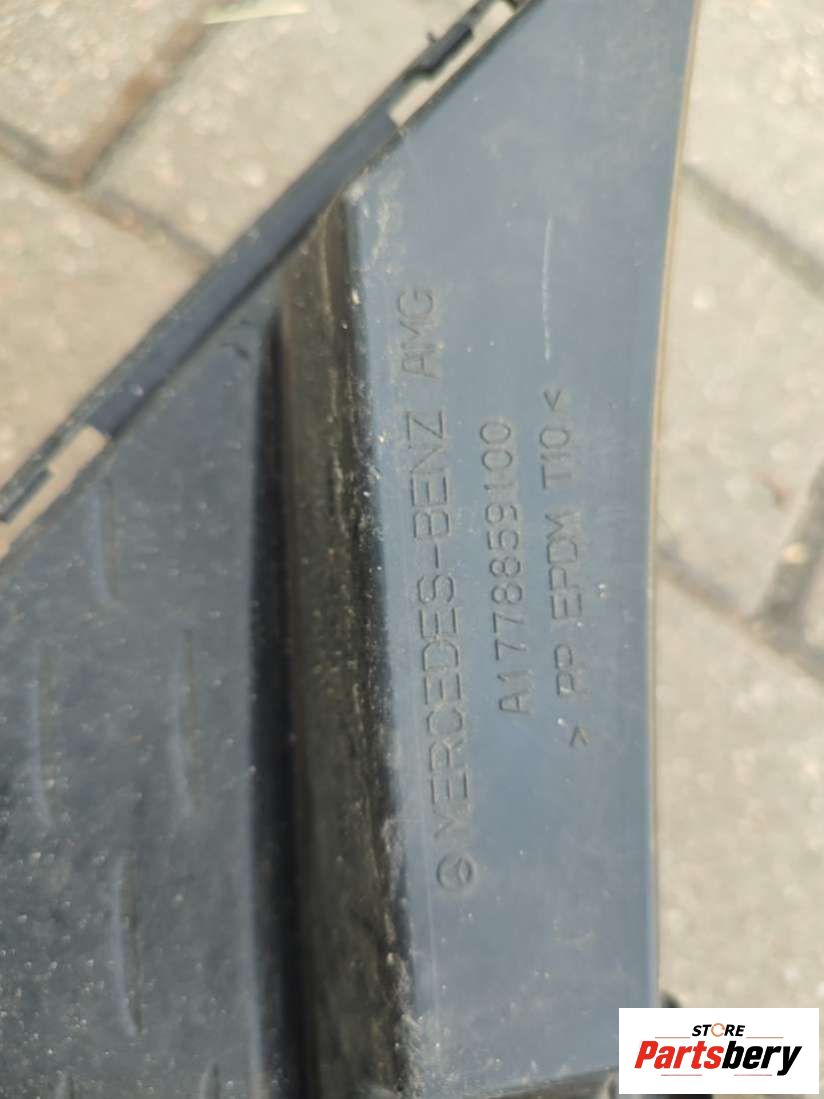 MERCEDES-BENZ AMG
A1778859100
>PP EPDM T10<
STORE
Partsbery